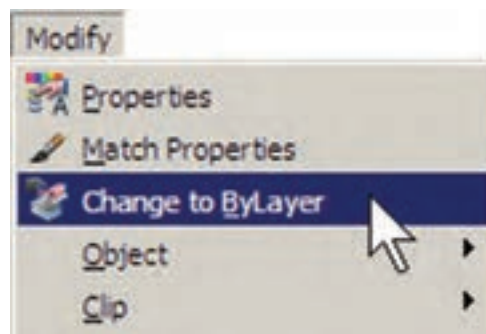 Modify
Properties
Match Properties
Change to ByLayer
Object
Clip